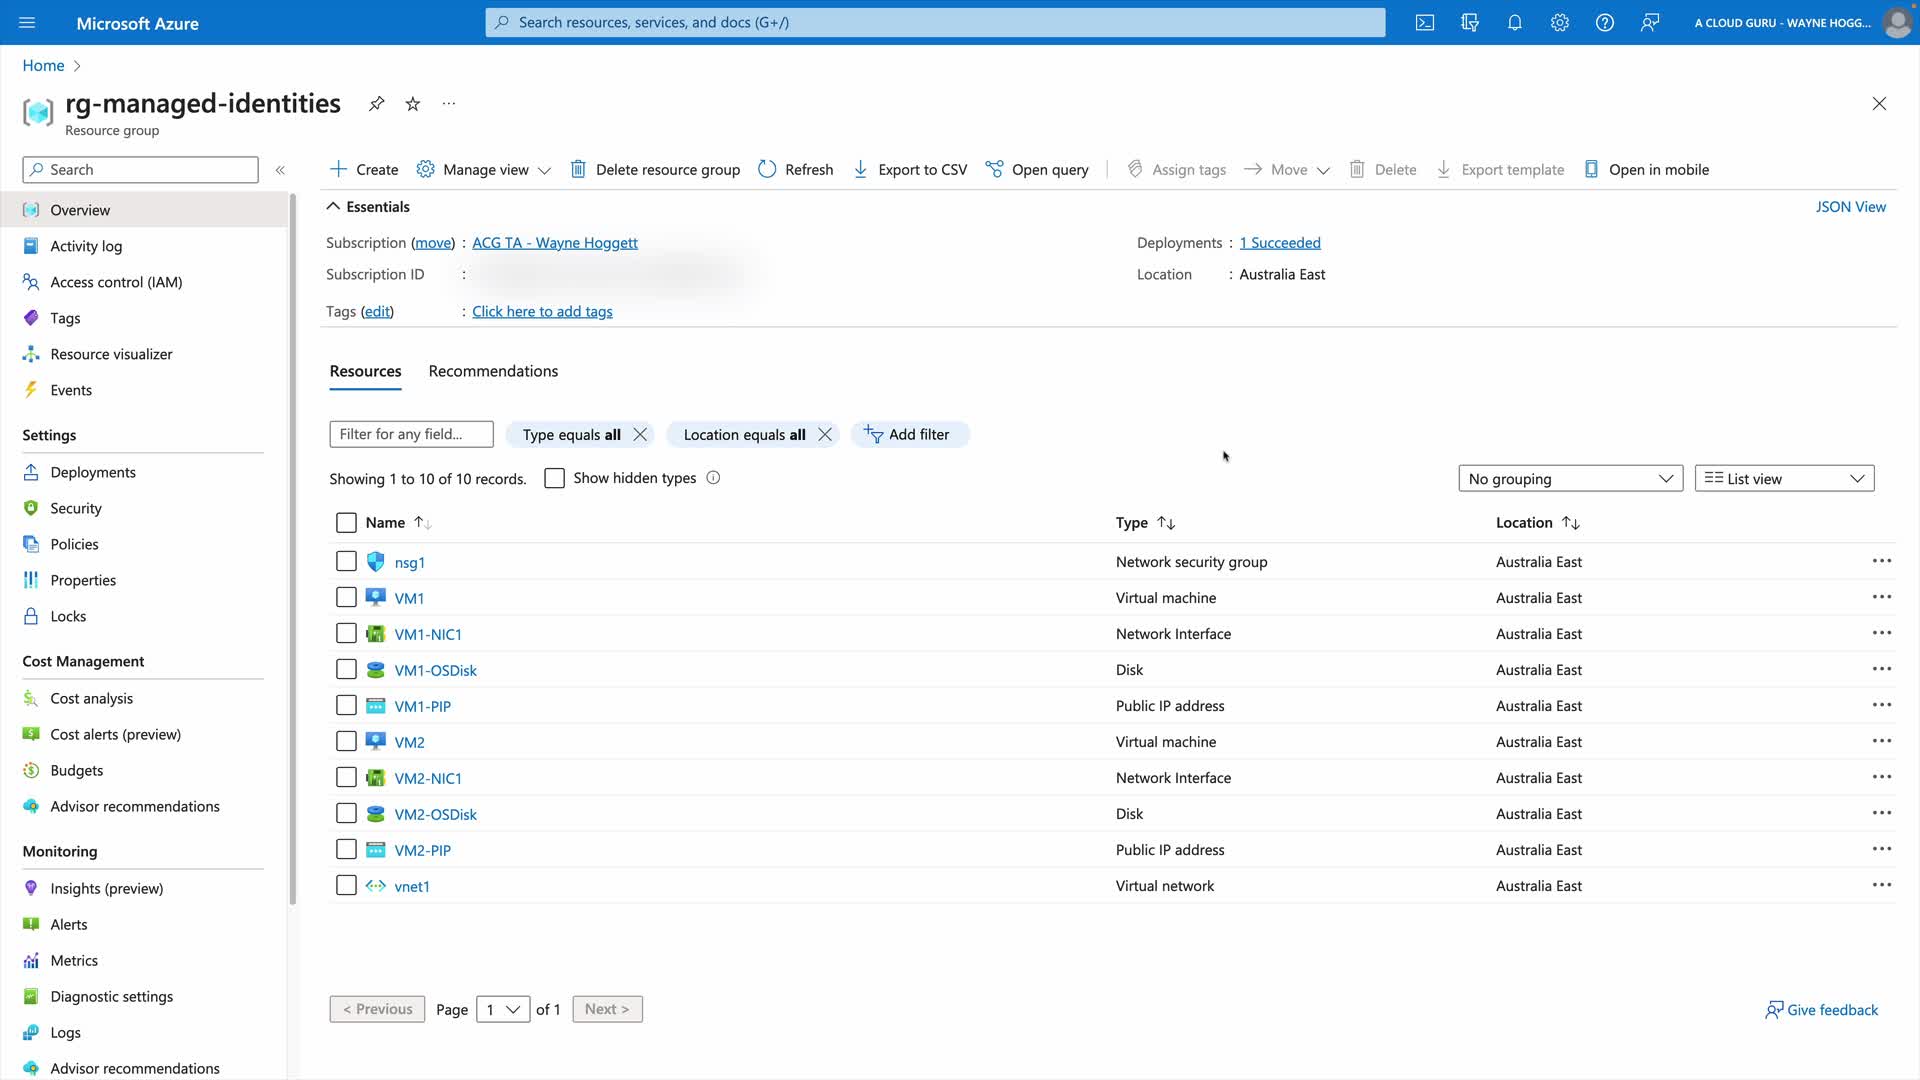 Microsoft Azure
Search resources, services, and docs (G+/)
A CLOUD GURU - WAYNE HOGG...
Home
rg-managed-identities
Resource group
Search
Create
Manage view
Delete resource group
Refresh
Export to CSV
Open query
Assign tags
Move
Delete
Export template
Open in mobile
Overview
Activity log
Access control (IAM)
Tags
Resource visualizer
Events
Settings
Deployments
Security
Policies
Properties
Locks
Cost Management
Cost analysis
Cost alerts (preview)
Budgets
Advisor recommendations
Monitoring
Insights (preview)
Alerts
Metrics
Diagnostic settings
Logs
Advisor recommendations
Essentials
JSON View
Subscription (move) : ACG TA - Wayne Hoggett
Deployments : 1 Succeeded
Subscription ID :
Location : Australia East
Tags (edit) : Click here to add tags
Resources Recommendations
Filter for any field...
Type equals all
Location equals all
Add filter
Showing 1 to 10 of 10 records.
Show hidden types
No grouping
List view
Name Type Location
nsg1 Network security group Australia East
VM1 Virtual machine Australia East
VM1-NIC1 Network Interface Australia East
VM1-OSDisk Disk Australia East
VM1-PIP Public IP address Australia East
VM2 Virtual machine Australia East
VM2-NIC1 Network Interface Australia East
VM2-OSDisk Disk Australia East
VM2-PIP Public IP address Australia East
vnet1 Virtual network Australia East
< Previous Page 1 of 1 Next >
Give feedback